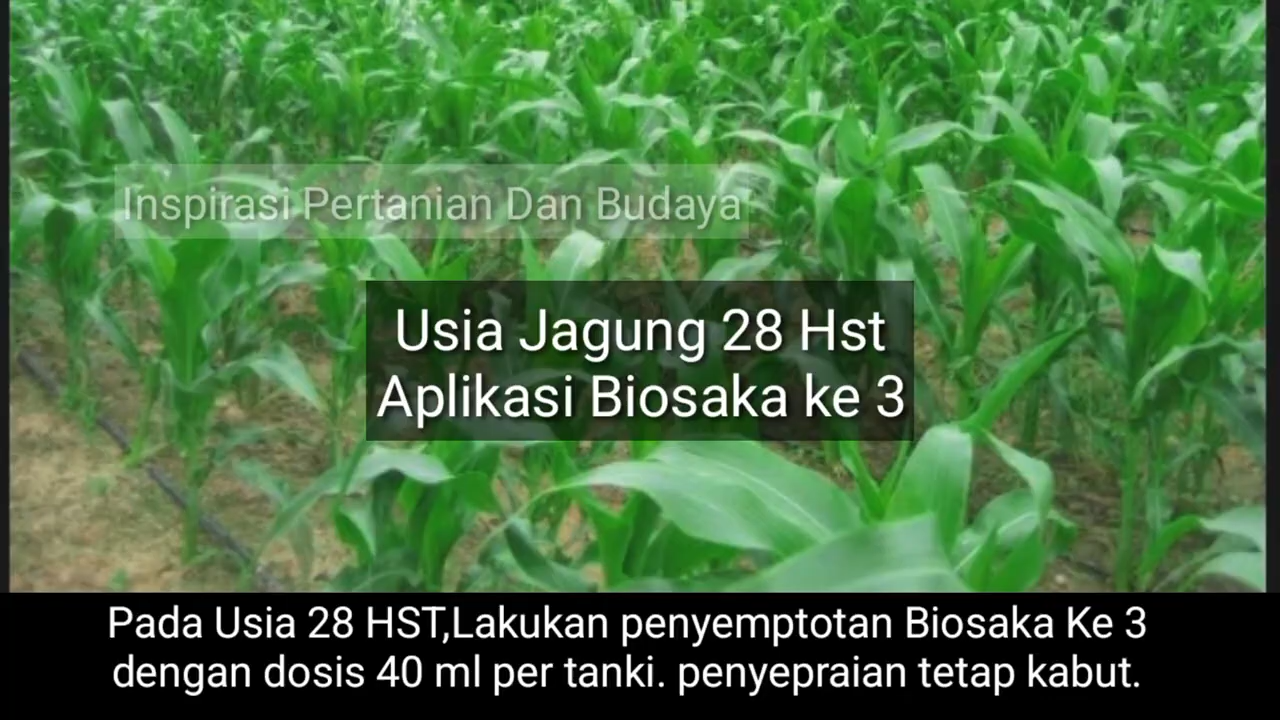 Inspirasi Pertanian Dan Budaya
Usia Jagung 28 Hst
Aplikasi Biosaka ke 3
Pada Usia 28 HST,Lakukan penyemptotan Biosaka Ke 3
dengan dosis 40 ml per tanki. penyepraian tetap kabut.